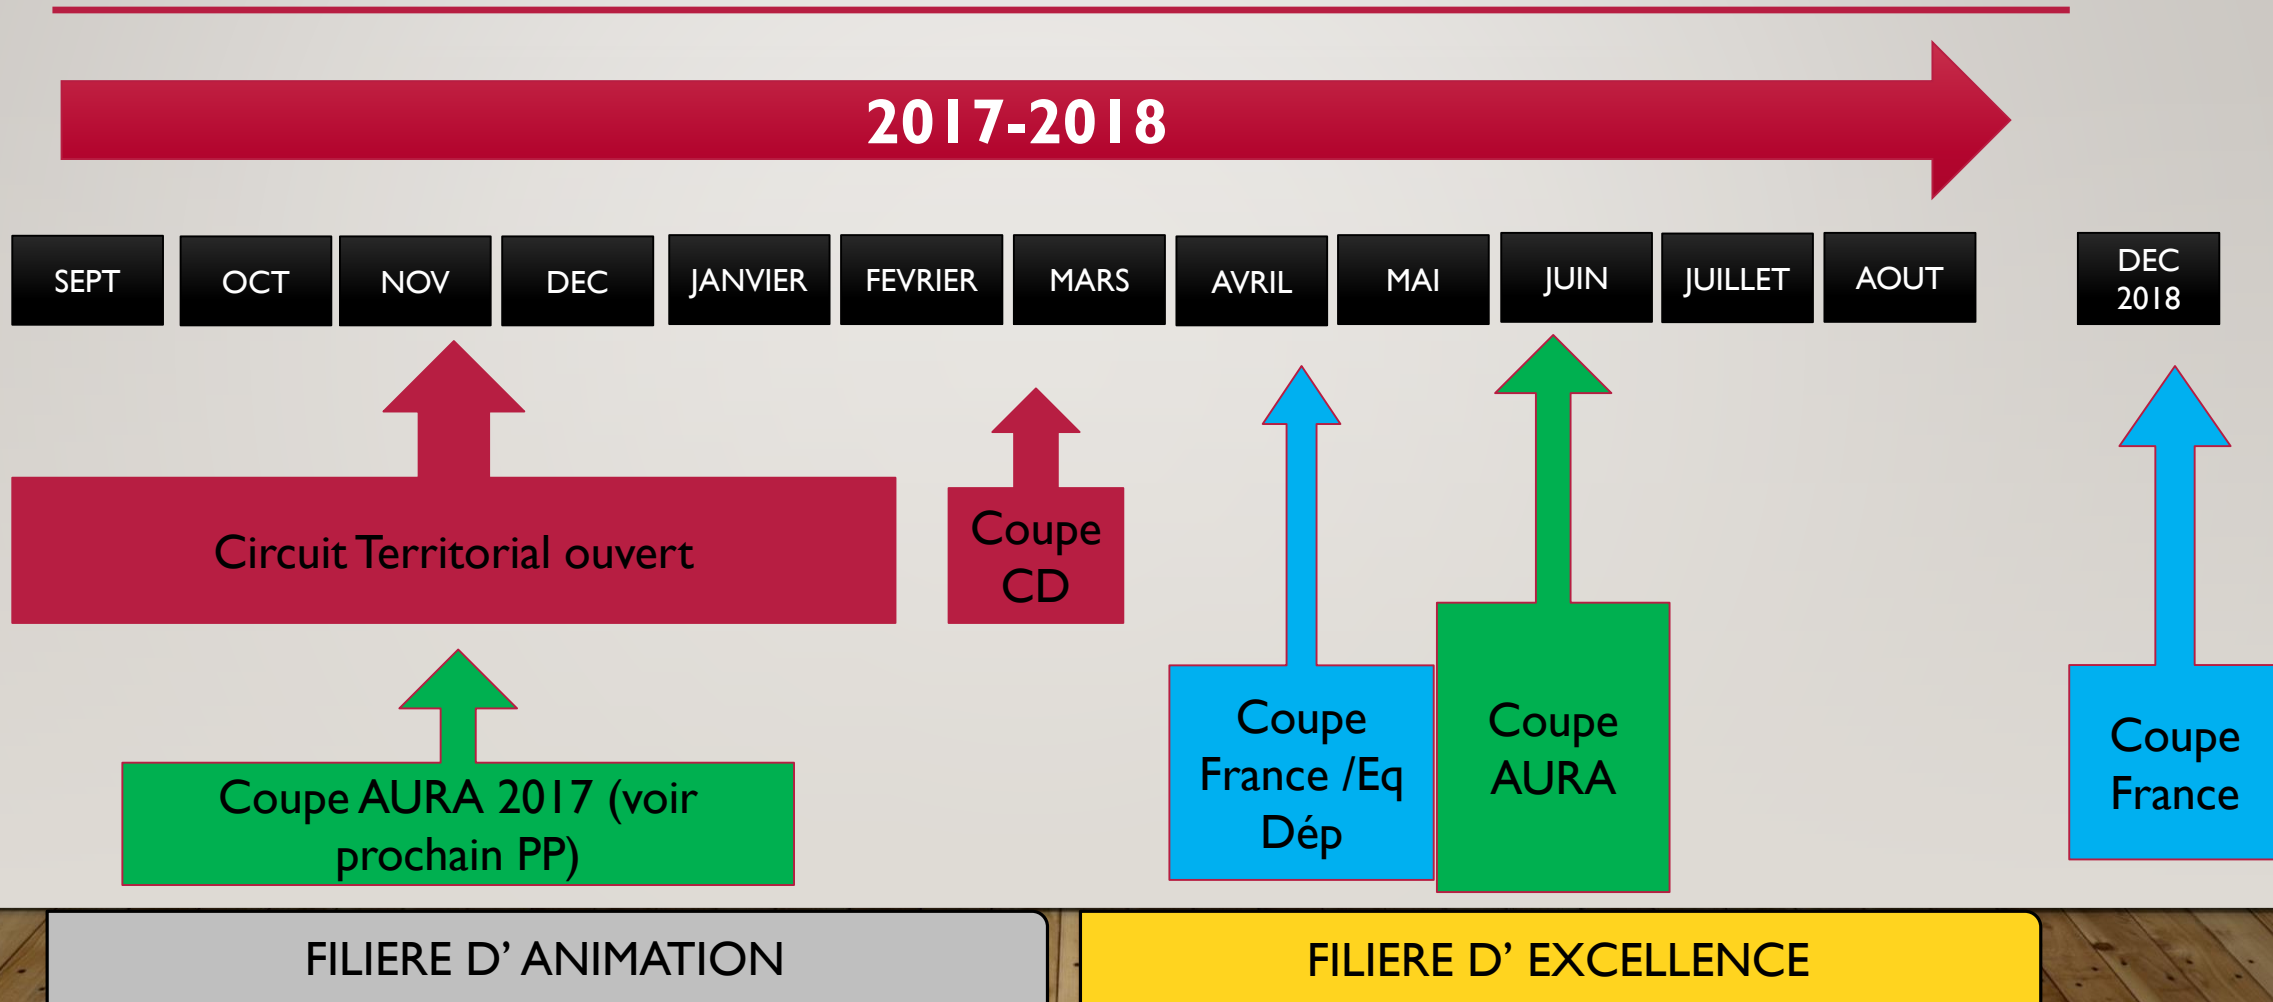 2017-2018
SEPT
OCT
NOV
DEC
JANVIER
FEVRIER
MARS
AVRIL
MAI
JUIN
JUILLET
AOUT
DEC
2018
Circuit Territorial ouvert
Coupe
CD
Coupe AURA 2017 (voir
prochain PP)
Coupe
France /Eq
Dép
Coupe
AURA
Coupe
France
FILIERE D’ ANIMATION
FILIERE D’ EXCELLENCE